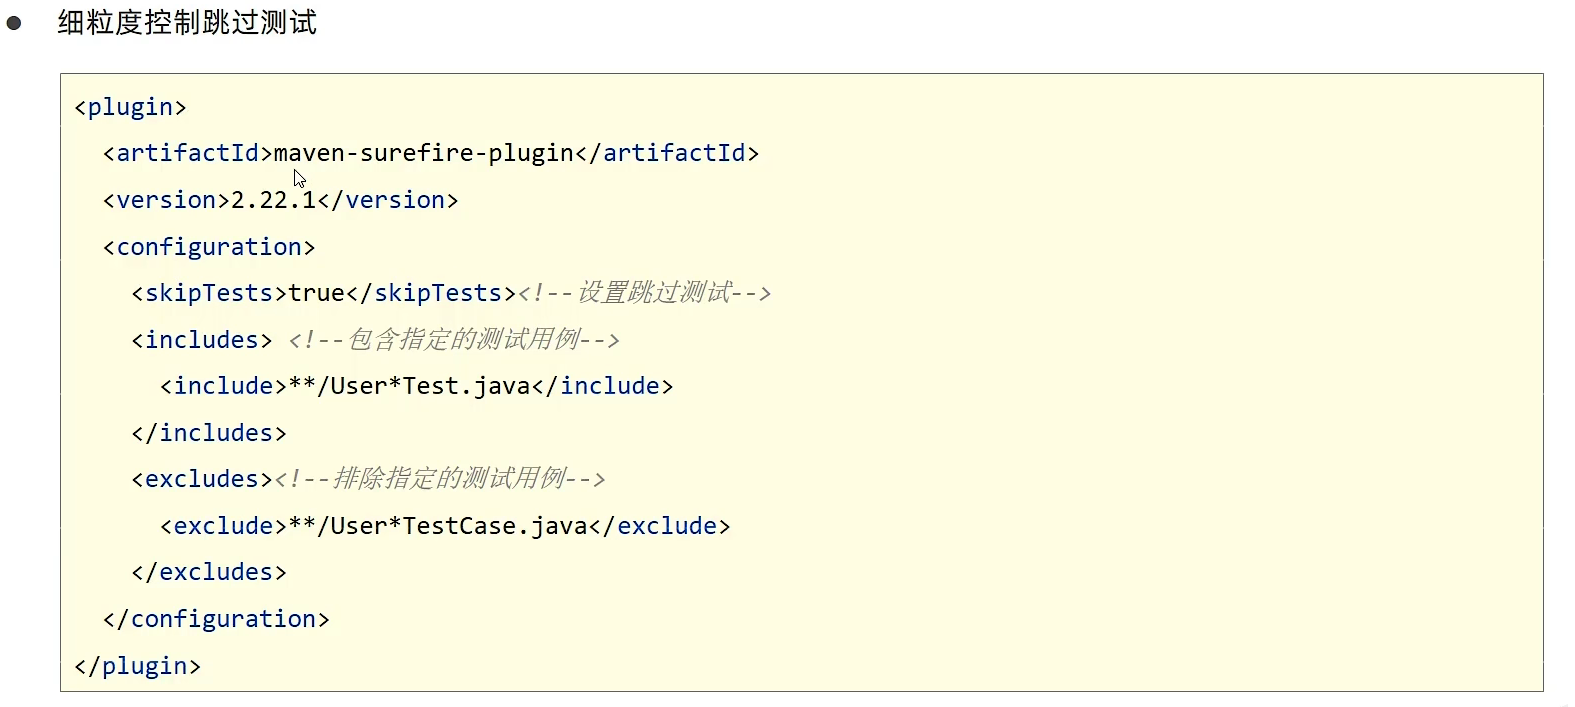 ● 细粒度控制跳过测试
<plugin>
  <artifactId>maven-surefire-plugin</artifactId>
  <version>2.22.1</version>
  <configuration>
    <skipTests>true</skipTests><!--设置跳过测试-->
    <includes> <!--包含指定的测试用例-->
      <include>**/User*Test.java</include>
    </includes>
    <excludes><!--排除指定的测试用例-->
      <exclude>**/User*TestCase.java</exclude>
    </excludes>
  </configuration>
</plugin>